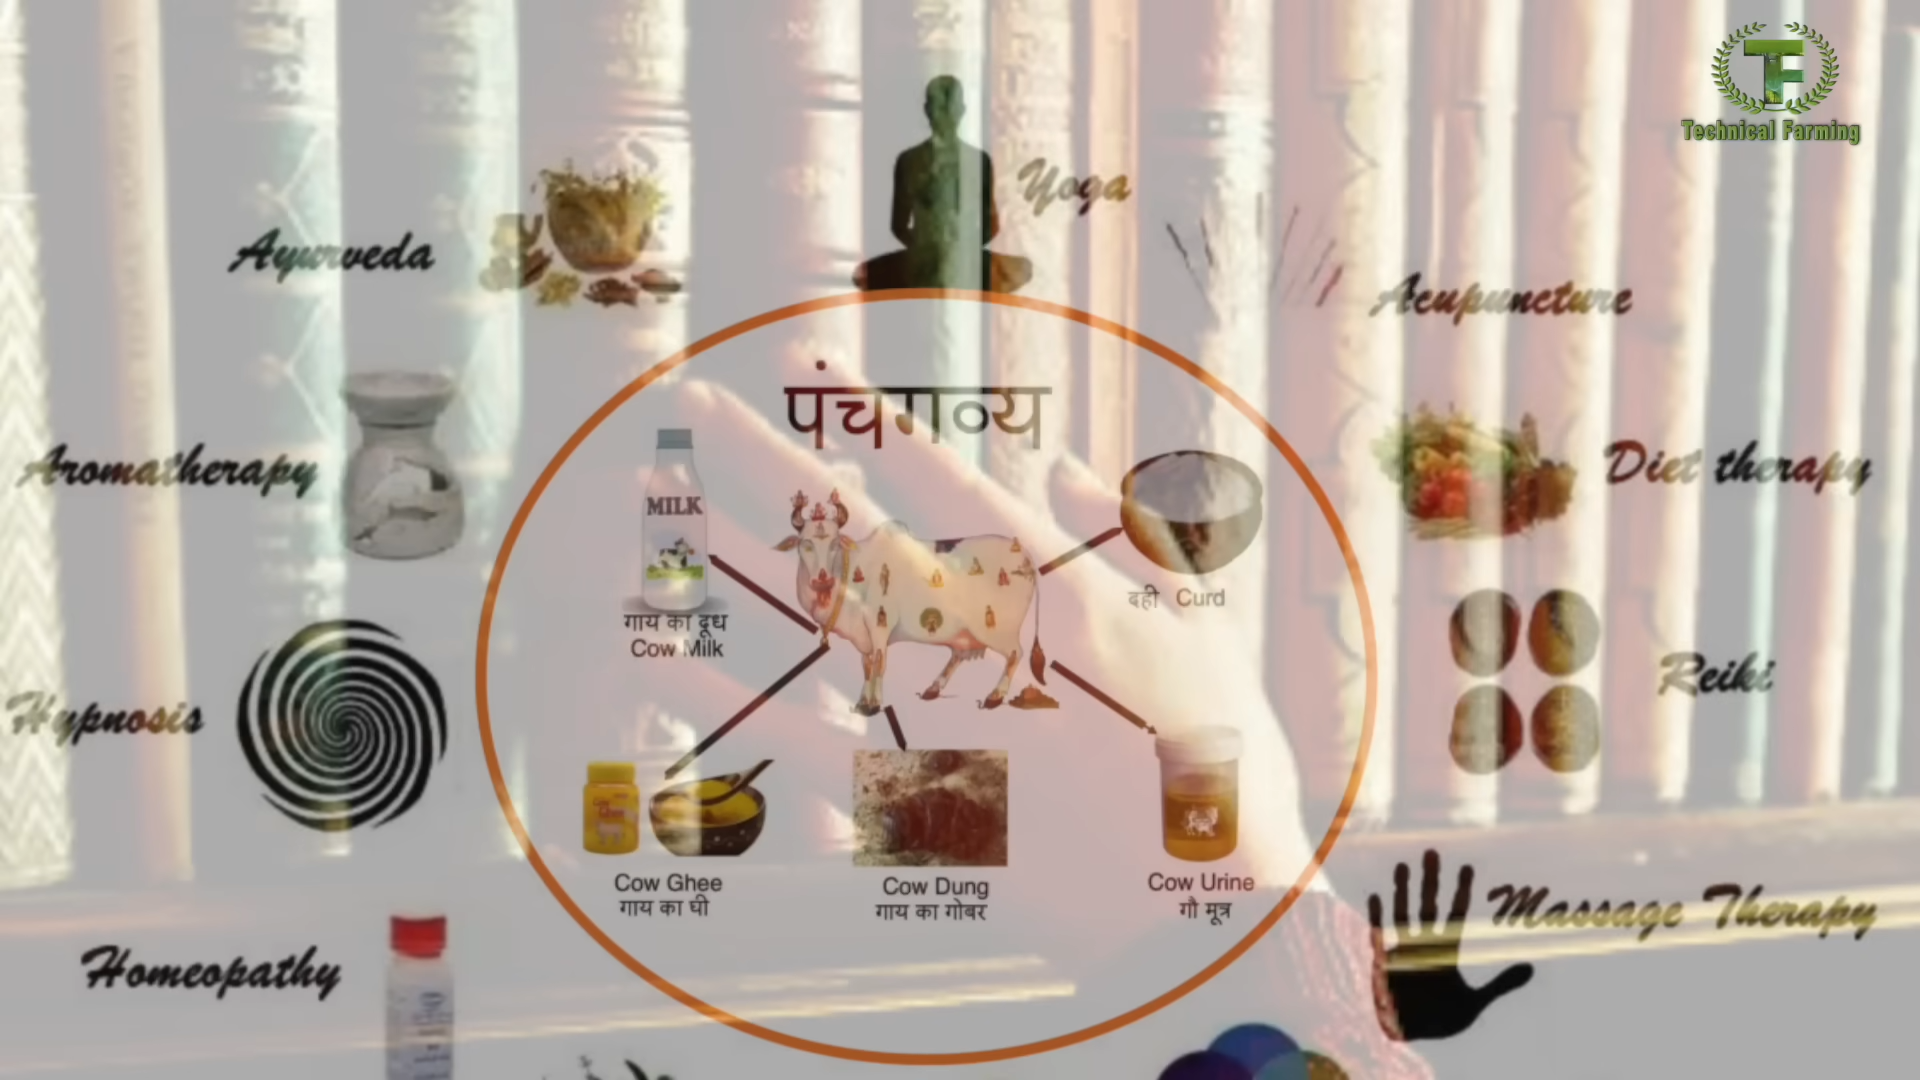 Technical Farming
Yoga
Ayurveda
Acupuncture
पंचगव्य
Aromatherapy
MILK
Diet therapy
दही Curd
गाय का दूध
Cow Milk
Reiki
Hypnosis
Cow Ghee
गाय का घी
Cow Dung
गाय का गोबर
Cow Urine
गौ मूत्र
Massage Therapy
Homeopathy